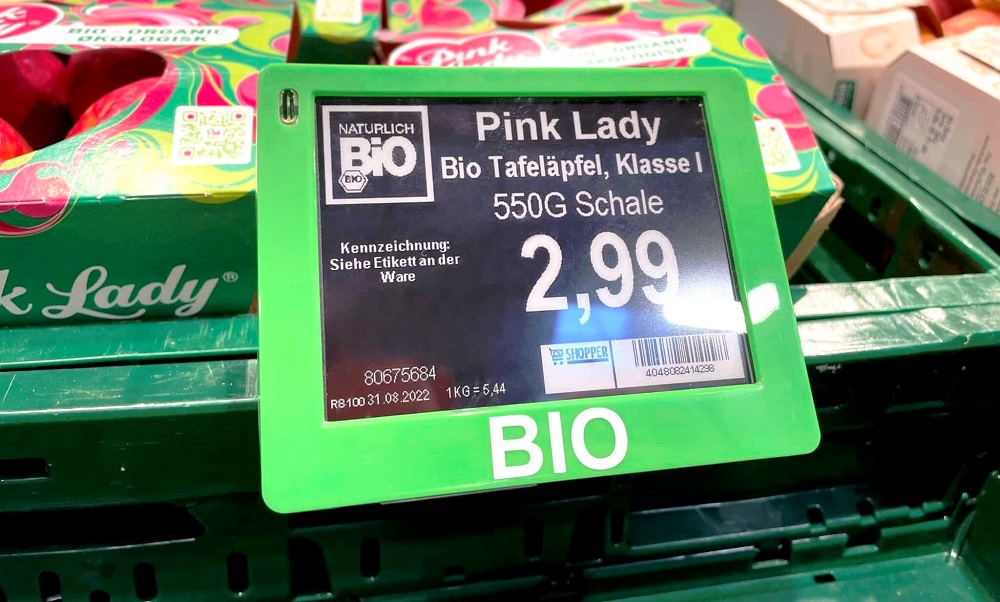 BIO - ORGANIC
ØKOLOGISK
Pink
k Lady®
NATÜRLICH
BiO
BIO
Pink Lady
Bio Tafeläpfel, Klasse I
550G Schale
Kennzeichnung:
Siehe Etikett an der
Ware
2,99
SHOPPER
4048082414298
80675684
R8100 31.08.2022 1KG = 5,44
BIO